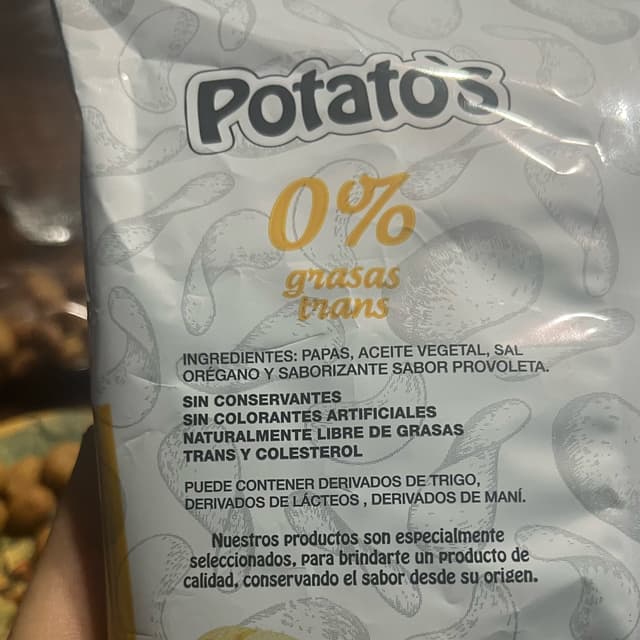 Potato's
0%
grasas
trans
INGREDIENTES: PAPAS, ACEITE VEGETAL, SAL
ORÉGANO Y SABORIZANTE SABOR PROVOLETA.
SIN CONSERVANTES
SIN COLORANTES ARTIFICIALES
NATURALMENTE LIBRE DE GRASAS
TRANS Y COLESTEROL
PUEDE CONTENER DERIVADOS DE TRIGO,
DERIVADOS DE LÁCTEOS , DERIVADOS DE MANÍ.
Nuestros productos son especialmente
seleccionados, para brindarte un producto de
calidad, conservando el sabor desde su origen.